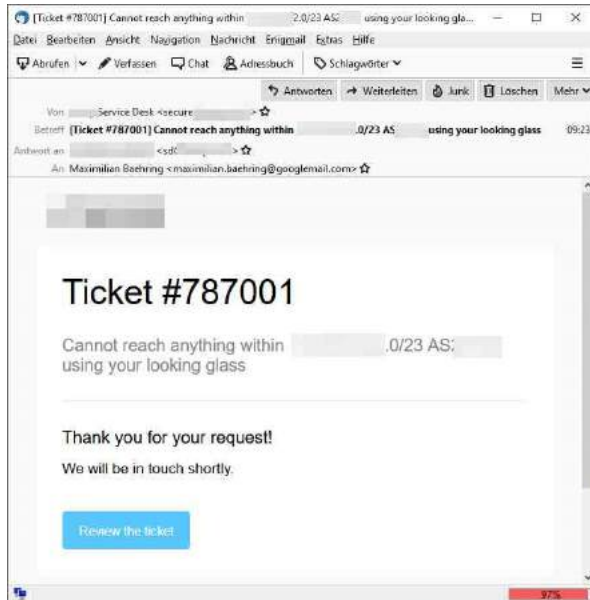 [Ticket #787001] Cannot reach anything within 2.0/23 AS2 using your looking gla...
Datei Bearbeiten Ansicht Navigation Nachricht Enigmail Extras Hilfe
Abrufen Verfassen Chat Adressbuch Schlagwörter
Antworten Weiterleiten Junk Löschen Mehr
Von Service Desk <secure >
Betreff [Ticket #787001] Cannot reach anything within .0/23 AS using your looking glass 09:23
Antwort an <sd >
An Maximilian Baehring <maximilian.baehring@googlemail.com>
Ticket #787001
Cannot reach anything within .0/23 AS
using your looking glass
Thank you for your request!
We will be in touch shortly.
Review the ticket
97%